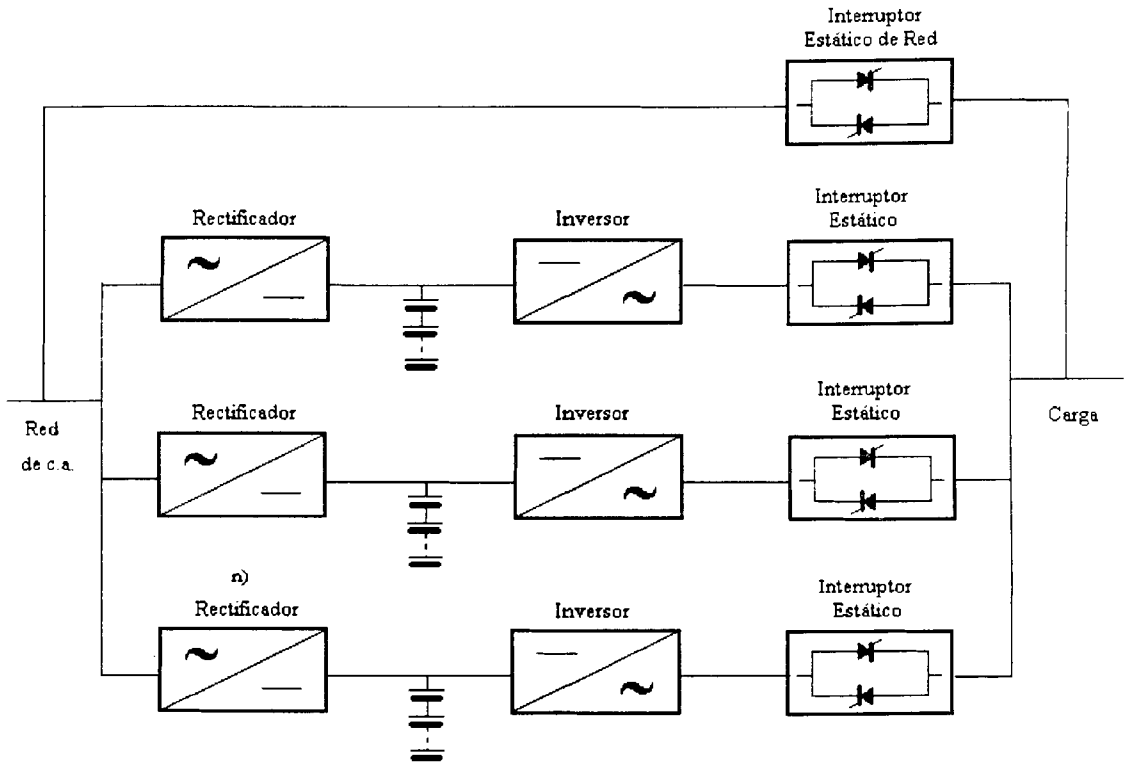 Interruptor
Estático de Red
Rectificador
Inversor
Interruptor
Estático
Rectificador
Inversor
Interruptor
Estático
Red
de c.a.
Carga
n)
Rectificador
Inversor
Interruptor
Estático